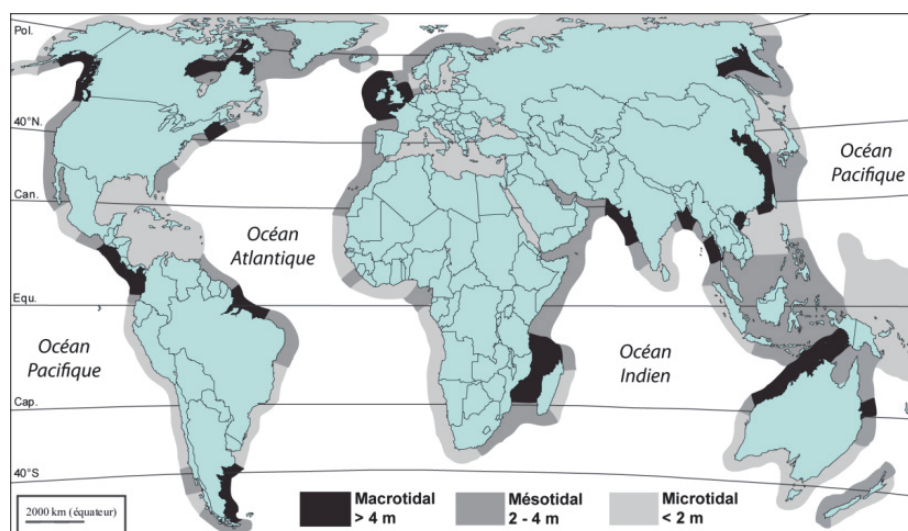 Pol.
40°N.
Océan
Pacifique
Can.
Océan
Atlantique
Equ.
Océan
Pacifique
Océan
Indien
Cap.
40°S
2000 km (équateur)
Macrotidal
> 4 m
Mésotidal
2 - 4 m
Microtidal
< 2 m